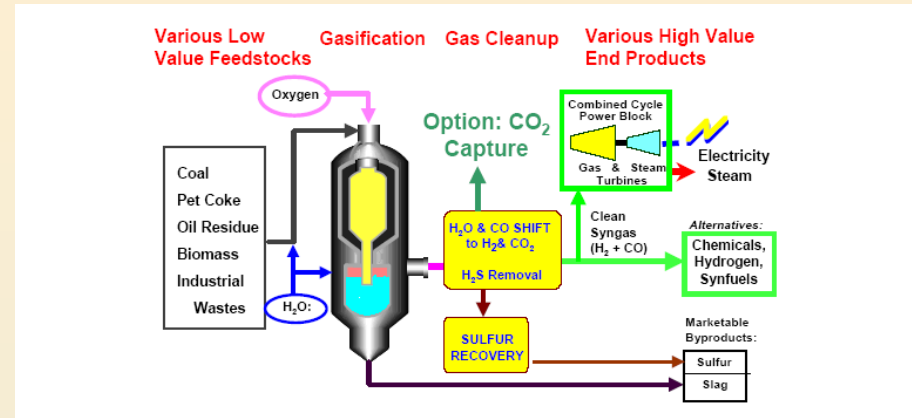 Various Low
Value Feedstocks
Gasification
Gas Cleanup
Various High Value
End Products
Oxygen
Coal
Pet Coke
Oil Residue
Biomass
Industrial
Wastes
H₂O:
Option: CO₂
Capture
H₂O & CO SHIFT
to H₂& CO₂
H₂S Removal
SULFUR
RECOVERY
Combined Cycle
Power Block
Gas & Steam
Turbines
Electricity
Steam
Clean
Syngas
(H₂ + CO)
Alternatives:
Chemicals,
Hydrogen,
Synfuels
Marketable
Byproducts:
Sulfur
Slag